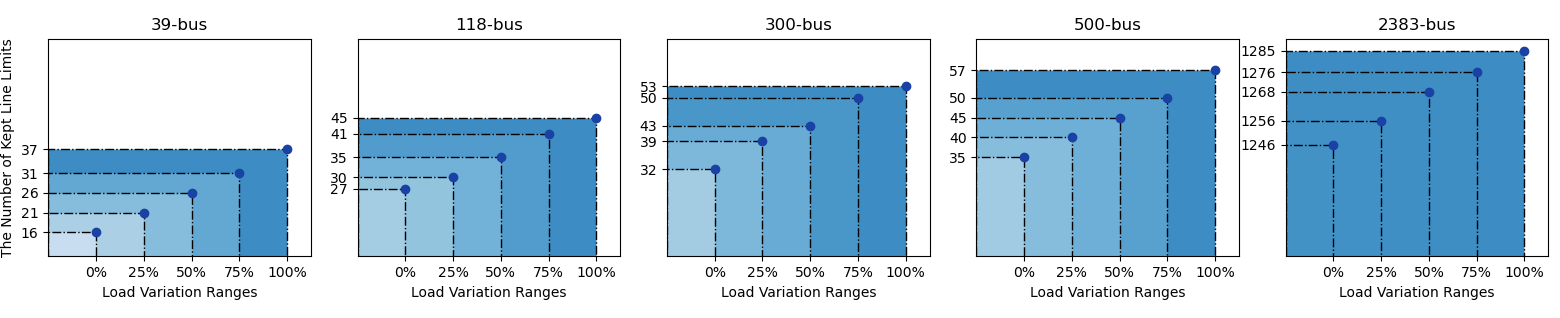 39-bus
118-bus
300-bus
500-bus
2383-bus
The Number of Kept Line Limits
37
31
26
21
16
0% 25% 50% 75% 100%
Load Variation Ranges
45
41
35
30
27
0% 25% 50% 75% 100%
Load Variation Ranges
53
50
43
39
32
0% 25% 50% 75% 100%
Load Variation Ranges
57
50
45
40
35
0% 25% 50% 75% 100%
Load Variation Ranges
1285
1276
1268
1256
1246
0% 25% 50% 75% 100%
Load Variation Ranges